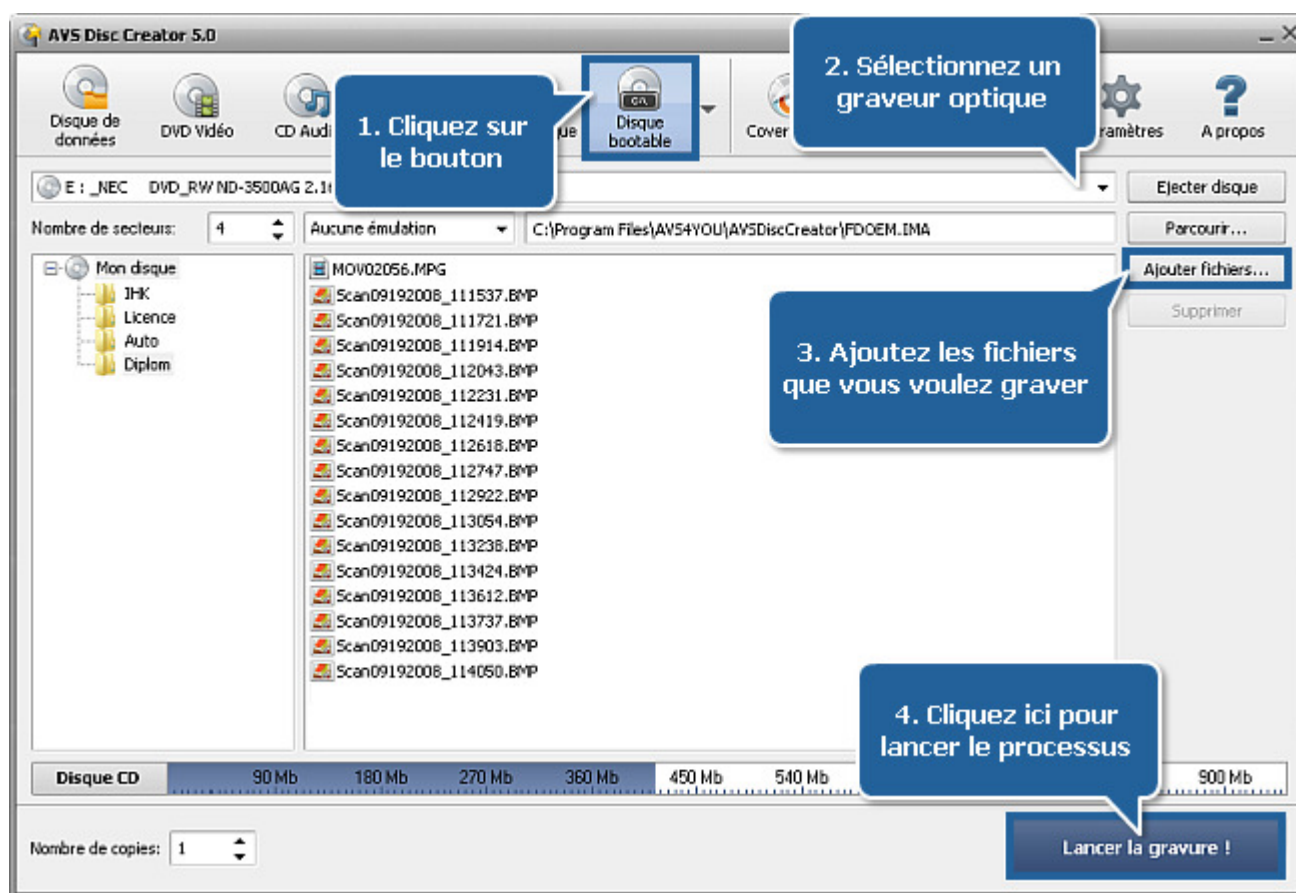 AVS Disc Creator 5.0
Disque de
données
DVD Vidéo
CD Audi
1. Cliquez sur
le bouton
Disque
bootable
Cover
2. Sélectionnez un
graveur optique
A propos
E : _NEC DVD_RW ND-3500AG
Ejecter disque
Nombre de secteurs: 4
Aucune émulation
C:\Program Files\AVS4YOU\AVSDiscCreator\FDOEM.IMA
Parcourir...
Mon disque
IHK
Licence
Auto
Diplom
MOV02056.MPG
Scan09192008_111537.BMP
Scan09192008_111721.BMP
Scan09192008_111914.BMP
Scan09192008_112043.BMP
Scan09192008_112231.BMP
Scan09192008_112419.BMP
Scan09192008_112618.BMP
Scan09192008_112747.BMP
Scan09192008_112922.BMP
Scan09192008_113054.BMP
Scan09192008_113238.BMP
Scan09192008_113424.BMP
Scan09192008_113612.BMP
Scan09192008_113737.BMP
Scan09192008_113903.BMP
Scan09192008_114050.BMP
Ajouter fichiers...
Supprimer
3. Ajoutez les fichiers
que vous voulez graver
4. Cliquez ici pour
lancer le processus
Disque CD 90 Mb 180 Mb 270 Mb 360 Mb 450 Mb 540 Mb 900 Mb
Nombre de copies: 1
Lancer la gravure !